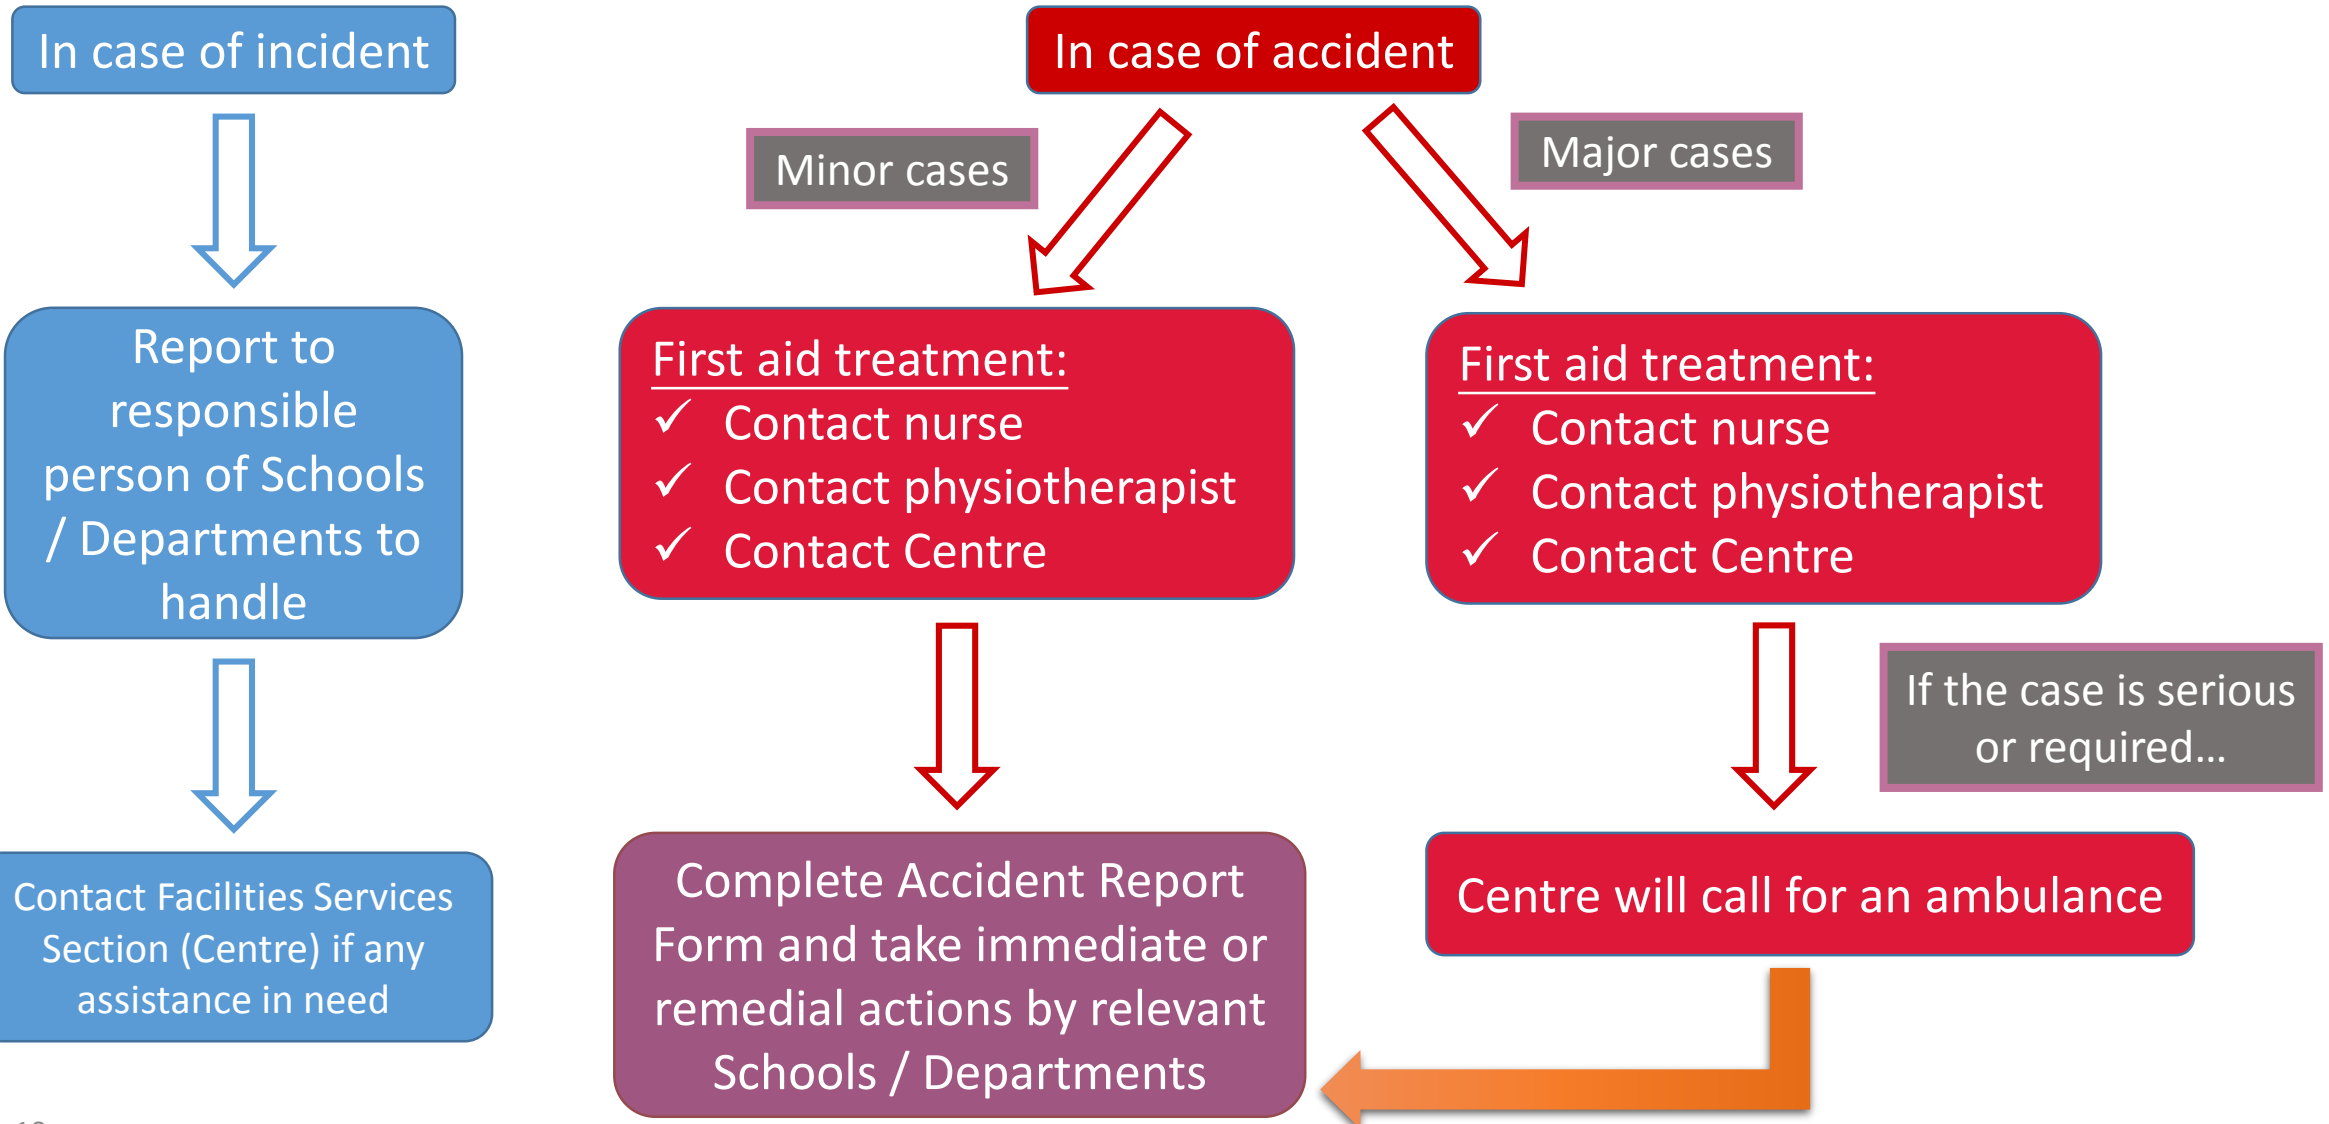 In case of incident
Report to
responsible
person of Schools
/ Departments to
handle
Contact Facilities Services
Section (Centre) if any
assistance in need
In case of accident
Minor cases
Major cases
First aid treatment:
✓ Contact nurse
✓ Contact physiotherapist
✓ Contact Centre
First aid treatment:
✓ Contact nurse
✓ Contact physiotherapist
✓ Contact Centre
If the case is serious
or required...
Complete Accident Report
Form and take immediate or
remedial actions by relevant
Schools / Departments
Centre will call for an ambulance